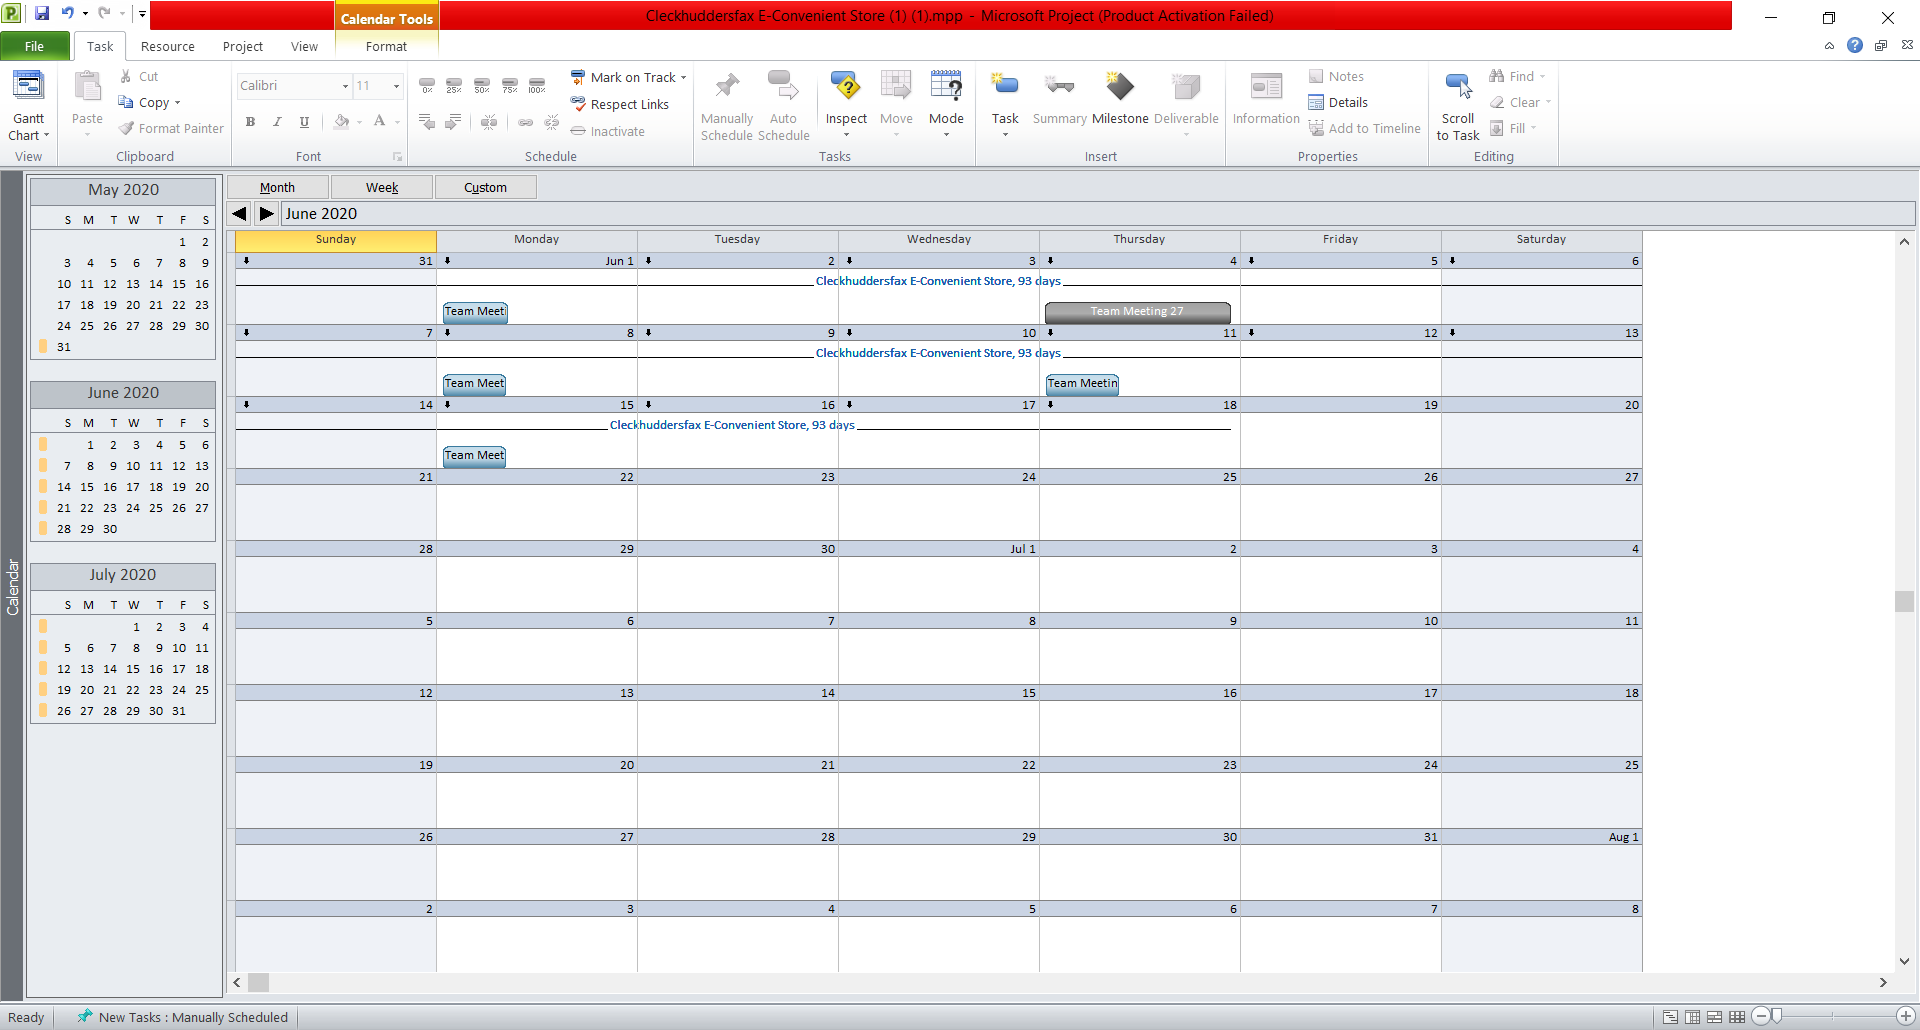 Calendar Tools
Cleckhuddersfax E-Convenient Store (1) (1).mpp - Microsoft Project (Product Activation Failed)
File Task Resource Project View Format
Gantt Chart
View
Paste
Cut
Copy
Format Painter
Clipboard
Calibri 11
B I U A
Font
0% 25% 50% 75% 100%
Mark on Track
Respect Links
Inactivate
Schedule
Manually Schedule
Auto Schedule
Inspect
Move
Mode
Tasks
Task
Summary
Milestone
Deliverable
Insert
Information
Notes
Details
Add to Timeline
Properties
Scroll to Task
Find
Clear
Fill
Editing
Calendar
May 2020
S M T W T F S
1 2
3 4 5 6 7 8 9
10 11 12 13 14 15 16
17 18 19 20 21 22 23
24 25 26 27 28 29 30
31
June 2020
S M T W T F S
1 2 3 4 5 6
7 8 9 10 11 12 13
14 15 16 17 18 19 20
21 22 23 24 25 26 27
28 29 30
July 2020
S M T W T F S
1 2 3 4
5 6 7 8 9 10 11
12 13 14 15 16 17 18
19 20 21 22 23 24 25
26 27 28 29 30 31
Month Week Custom
June 2020
Sunday Monday Tuesday Wednesday Thursday Friday Saturday
31 Jun 1 2 3 4 5 6
Cleckhuddersfax E-Convenient Store, 93 days
Team Meet Team Meeting 27
7 8 9 10 11 12 13
Cleckhuddersfax E-Convenient Store, 93 days
Team Meet Team Meetin
14 15 16 17 18 19 20
Cleckhuddersfax E-Convenient Store, 93 days
Team Meet
21 22 23 24 25 26 27
28 29 30 Jul 1 2 3 4
5 6 7 8 9 10 11
12 13 14 15 16 17 18
19 20 21 22 23 24 25
26 27 28 29 30 31 Aug 1
2 3 4 5 6 7 8
Ready New Tasks : Manually Scheduled